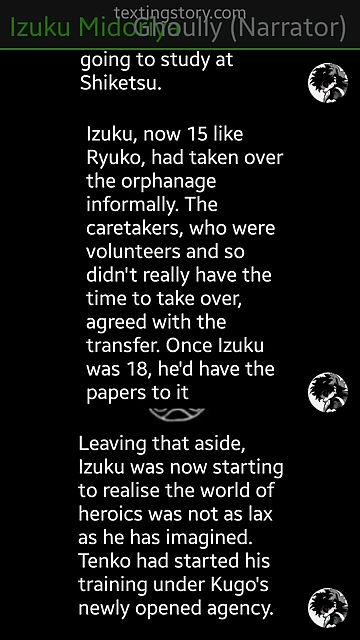 textingstory.com
Izuku Midoriya
Ghoully (Narrator)
going to study at
Shiketsu.
Izuku, now 15 like
Ryuko, had taken over
the orphanage
informally. The
caretakers, who were
volunteers and so
didn't really have the
time to take over,
agreed with the
transfer. Once Izuku
was 18, he'd have the
papers to it
Leaving that aside,
Izuku was now starting
to realise the world of
heroics was not as lax
as he has imagined.
Tenko had started his
training under Kugo's
newly opened agency.